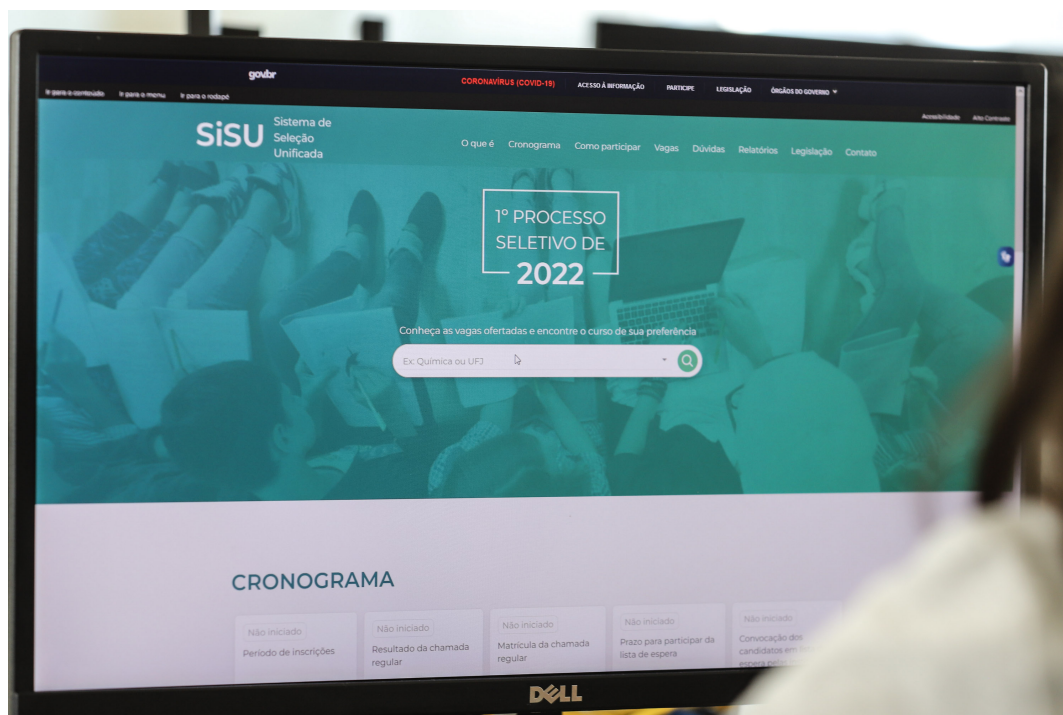 gov.br
CORONAVÍRUS (COVID-19)
ACESSO À INFORMAÇÃO
PARTICIPE
LEGISLAÇÃO
ÓRGÃOS DO GOVERNO
Ir para o conteúdo
Ir para o menu
Ir para o rodapé
Acessibilidade
Alto Contraste
SiSU
Sistema de
Seleção
Unificada
O que é
Cronograma
Como participar
Vagas
Dúvidas
Relatórios
Legislação
Contato
1º PROCESSO
SELETIVO DE
2022
Conheça as vagas ofertadas e encontre o curso de sua preferência
Ex: Química ou UFJ
CRONOGRAMA
Não iniciado
Período de inscrições
Não iniciado
Resultado da chamada
regular
Não iniciado
Matrícula da chamada
regular
Não iniciado
Prazo para participar da
lista de espera
Não iniciado
Convocação dos
candidatos em
espera
DELL